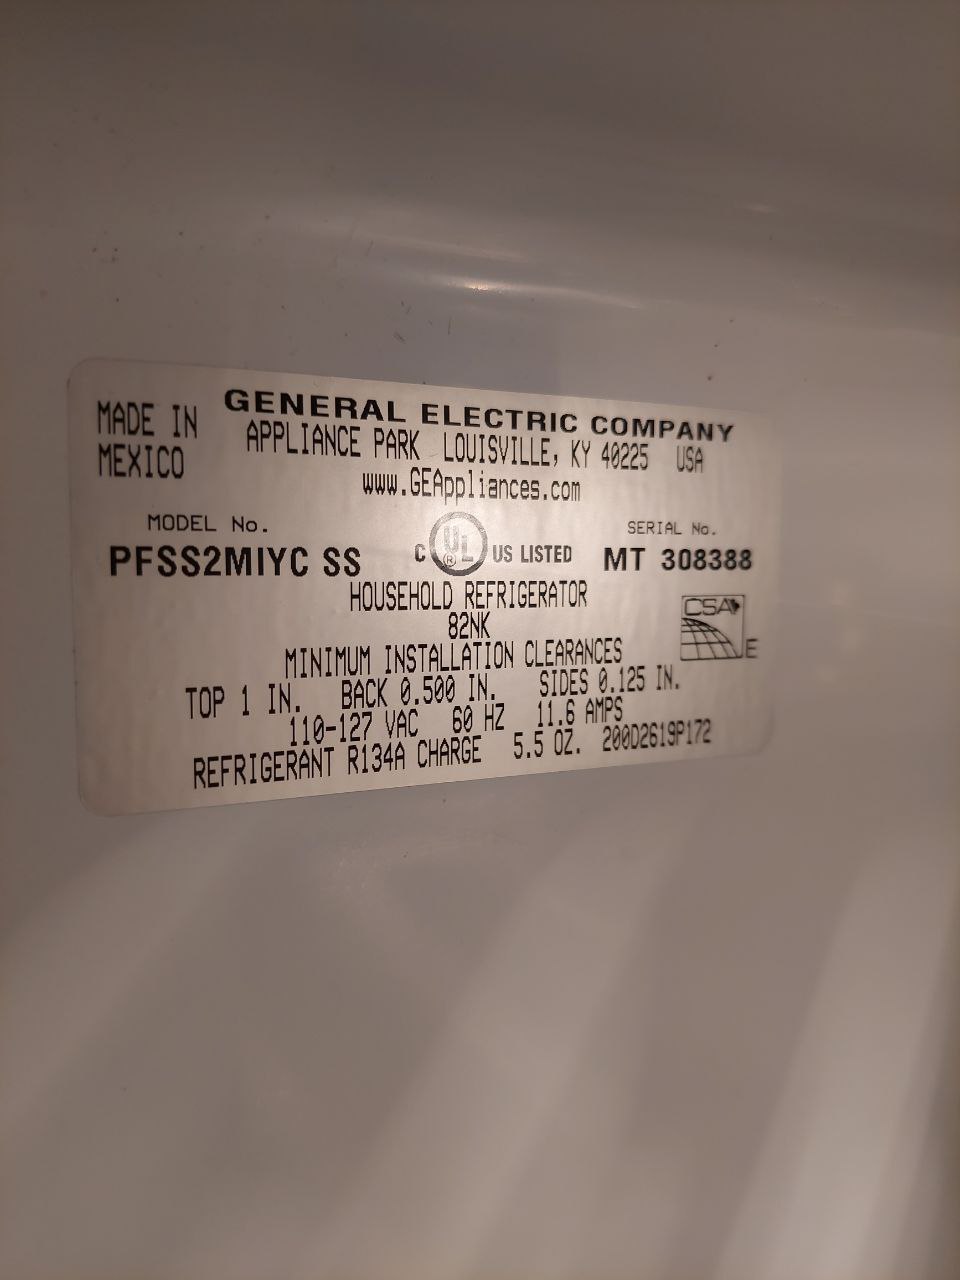 MADE IN
MEXICO
GENERAL ELECTRIC COMPANY
APPLIANCE PARK LOUISVILLE, KY 40225 USA
www.GEAppliances.com
MODEL No.
PFSS2MIYC SS
C UL ® US LISTED
SERIAL No.
MT 308388
HOUSEHOLD REFRIGERATOR
82NK
CSA
E
MINIMUM INSTALLATION CLEARANCES
TOP 1 IN. BACK 0.500 IN. SIDES 0.125 IN.
110-127 VAC 60 HZ 11.6 AMPS
REFRIGERANT R134A CHARGE 5.5 OZ. 200D2619P172